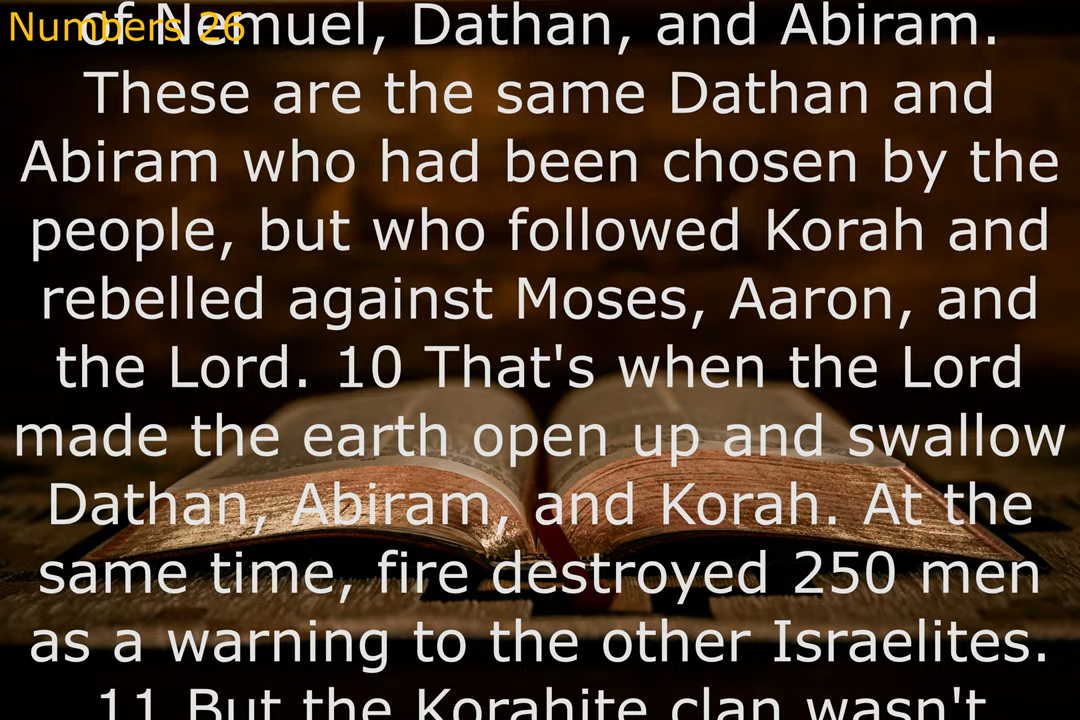 Numbers 26
of Nemuel, Dathan, and Abiram.
These are the same Dathan and
Abiram who had been chosen by the
people, but who followed Korah and
rebelled against Moses, Aaron, and
the Lord. 10 That's when the Lord
made the earth open up and swallow
Dathan, Abiram, and Korah. At the
same time, fire destroyed 250 men
as a warning to the other Israelites.
11 But the Korahite clan wasn't